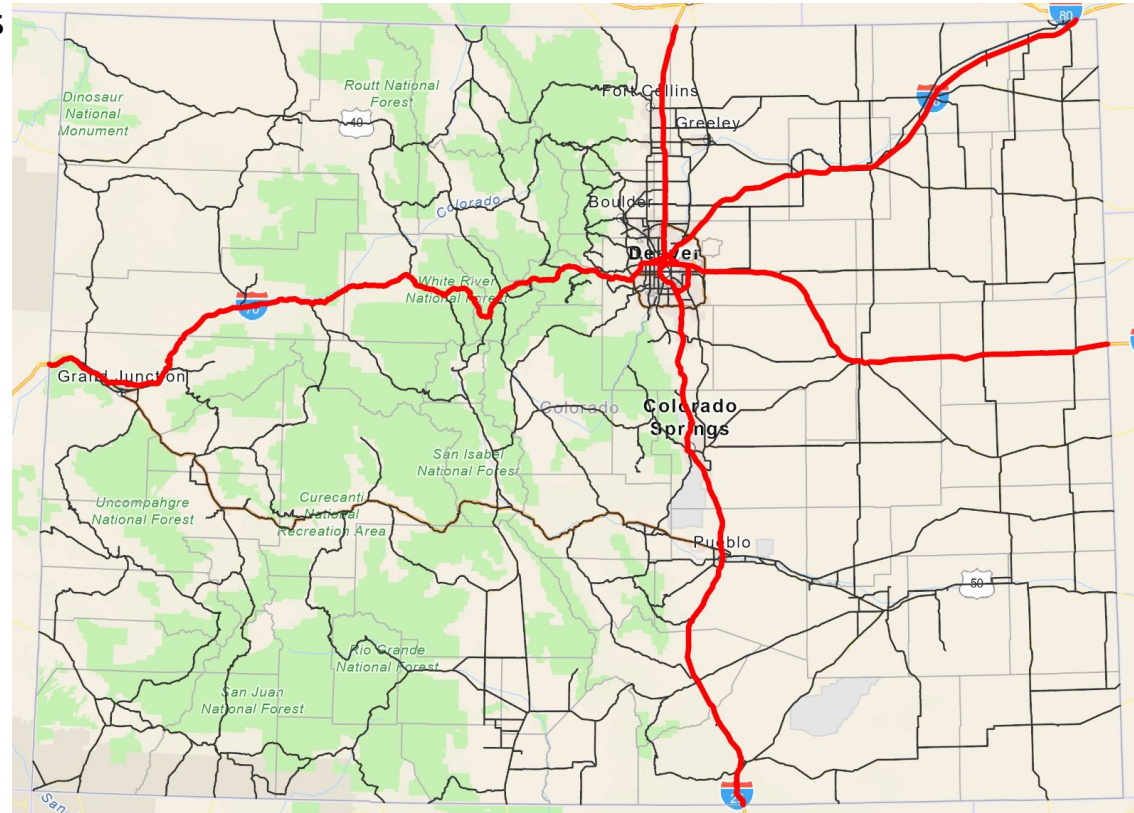 s
80
Dinosaur
National
Monument
Routt National
Forest
40
Fort Collins
Greeley
Colorado
Boulder
Denver
White River
National Forest
70
Grand Junction
Colorado
Colorado
Springs
San Isabel
National Forest
Uncompahgre
National Forest
Curecanti
National
Recreation Area
Pueblo
50
Rio Grande
National Forest
San Juan
National Forest
San